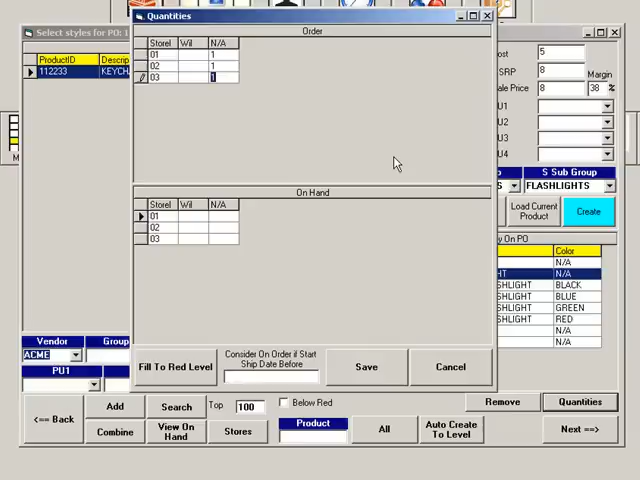 Quantities
Select styles for PO: 1
Order
StoreI Wil N/A
01 1
02 1
03 1
ProductID Descrip
112233 KEYCH
On Hand
StoreI Wil N/A
01
02
03
ost 5
SRP 8
Margin
ale Price 8 38 %
U1
U2
U3
U4
S Sub Group
FLASHLIGHTS
Load Current
Product
Create
y On PO
Color
N/A
HT N/A
SHLIGHT BLACK
SHLIGHT BLUE
SHLIGHT GREEN
SHLIGHT RED
N/A
N/A
Vendor Group
ACME
PU1
Fill To Red Level
Consider On Order if Start
Ship Date Before
Save
Cancel
<== Back
Add
Search
Top 100
Below Red
Remove
Quantities
Combine
View On
Hand
Stores
Product
All
Auto Create
To Level
Next ==>